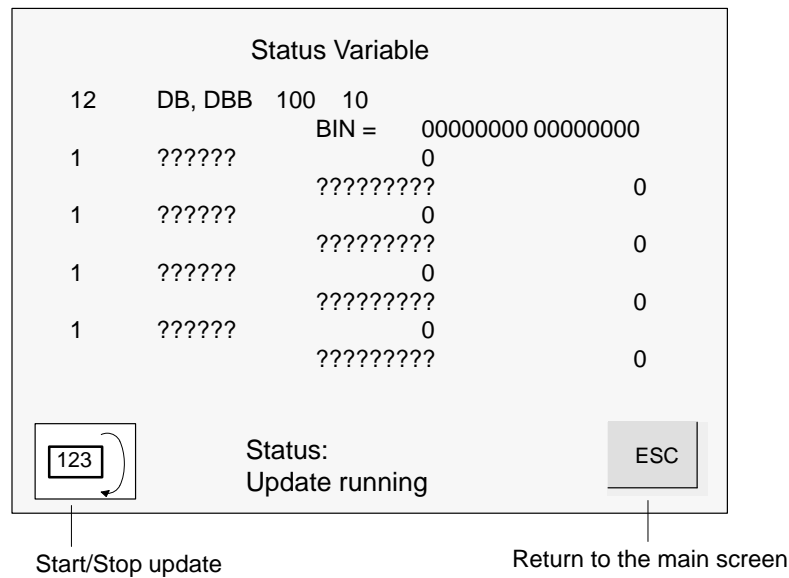 Status Variable
12 DB, DBB 100 10
BIN = 00000000 00000000
1 ?????? 0
????????? 0
1 ?????? 0
????????? 0
1 ?????? 0
????????? 0
1 ?????? 0
????????? 0
123
Status:
Update running
ESC
Start/Stop update
Return to the main screen